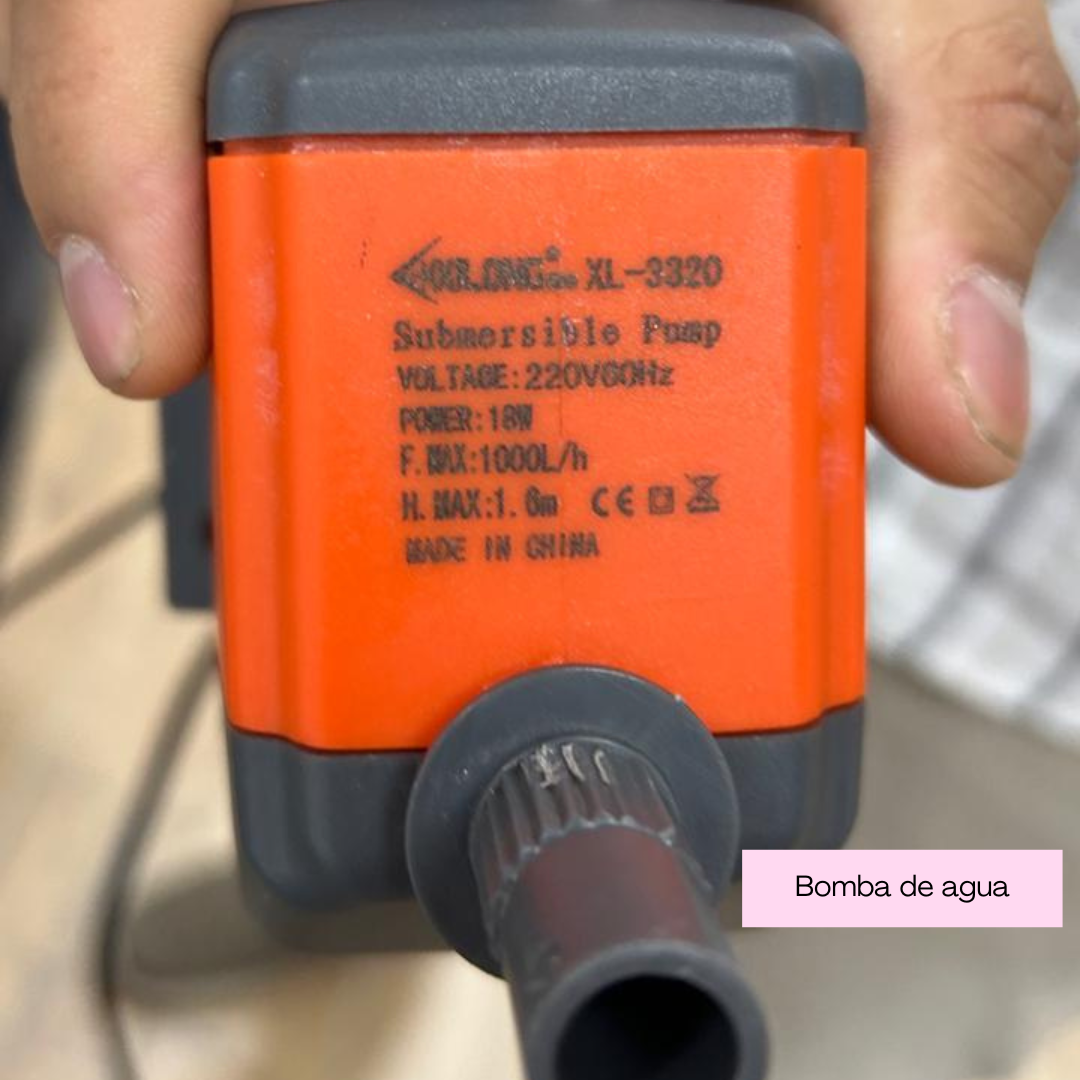 XL-3320
Submersible Pump
VOLTAGE:220V60Hz
POWER:18W
F.MAX:1000L/h
H.MAX:1.6m CE
MADE IN CHINA
Bomba de agua